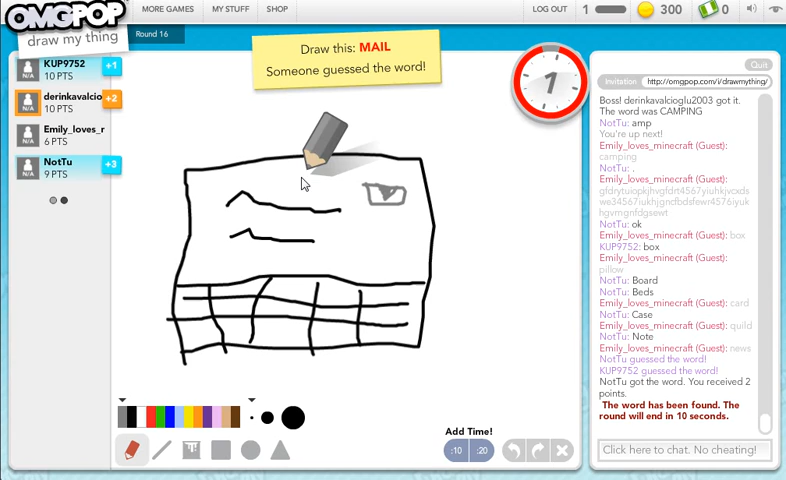 MORE GAMES
MY STUFF
SHOP
LOG OUT
1
300
0
OMGPOP
draw my thing
Round 16
Draw this: MAIL
Someone guessed the word!
1
KUP9752
10 PTS
+1
N/A
derinkavalcio
10 PTS
+2
N/A
Emily_loves_r
6 PTS
N/A
NotTu
9 PTS
+3
N/A
Add Time!
:10
:20
Quit
Invitation
http://omgpop.com/i/drawmything/
Boss! derinkavalcioglu2003 got it.
The word was CAMPING
NotTu: amp
You're up next!
Emily_loves_minecraft (Guest):
camping
NotTu: ,
Emily_loves_minecraft (Guest):
NotTu: ok
Emily_loves_minecraft (Guest): box
KUP9752: box
Emily_loves_minecraft (Guest):
pillow
NotTu: Board
NotTu: Beds
Emily_loves_minecraft (Guest): card
NotTu: Case
Emily_loves_minecraft (Guest): quild
NotTu: Note
Emily_loves_minecraft (Guest): news
NotTu guessed the word!
KUP9752 guessed the word!
NotTu got the word. You received 2
points.
The word has been found. The
round will end in 10 seconds.
Click here to chat. No cheating!